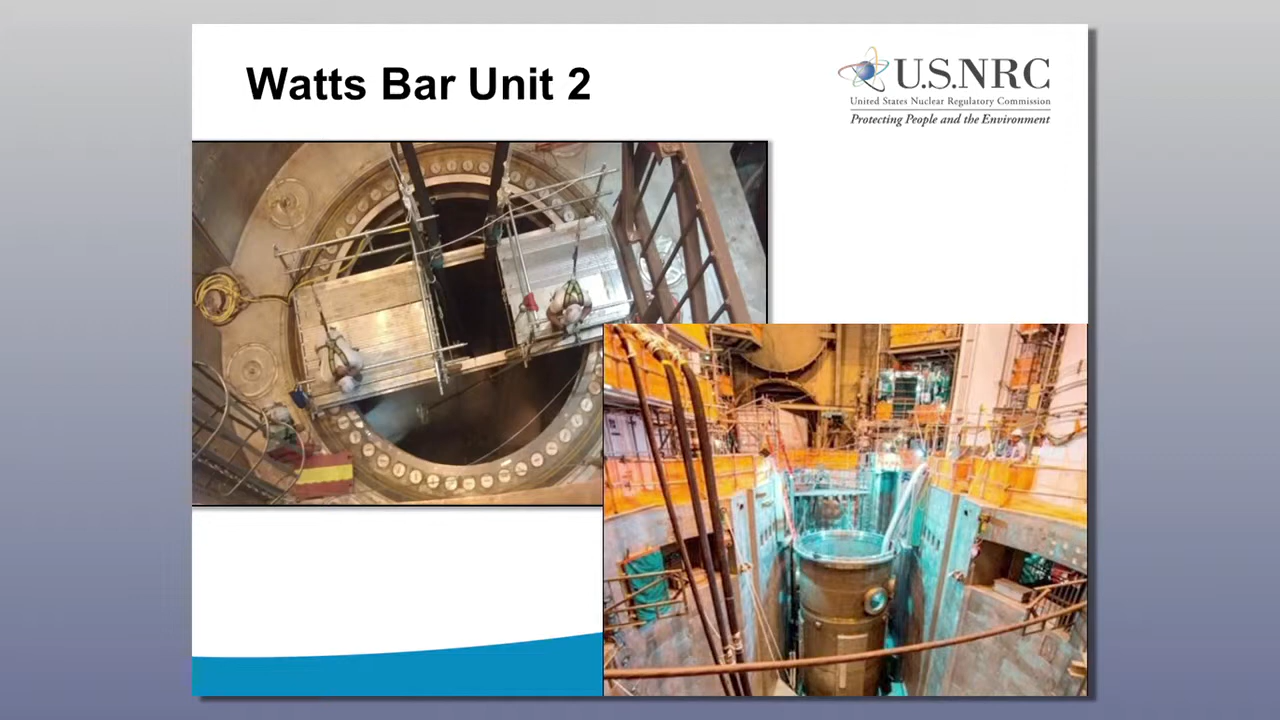 Watts Bar Unit 2
U.S.NRC
United States Nuclear Regulatory Commission
Protecting People and the Environment